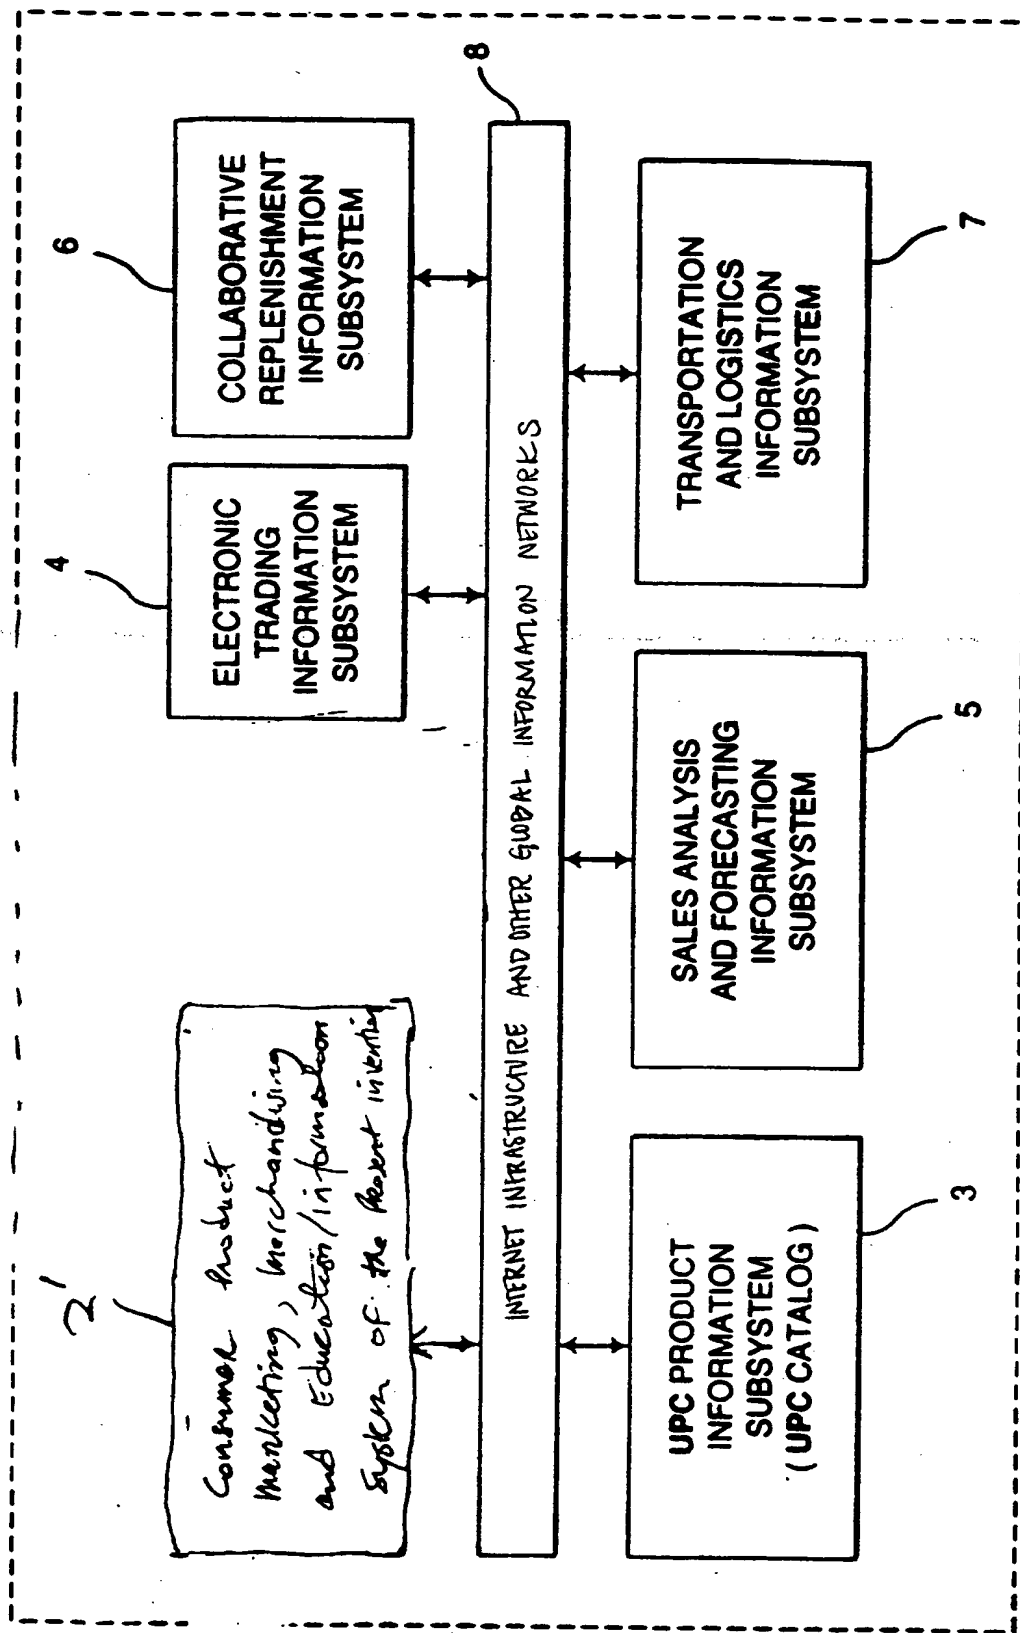 2'
Consumer Product
Marketing, Merchandising
and Education/information
System of the Present invention
4
ELECTRONIC
TRADING
INFORMATION
SUBSYSTEM
6
COLLABORATIVE
REPLENISHMENT
INFORMATION
SUBSYSTEM
8
INTERNET INFRASTRUCTURE AND OTHER GLOBAL INFORMATION NETWORKS
UPC PRODUCT
INFORMATION
SUBSYSTEM
(UPC CATALOG)
3
SALES ANALYSIS
AND FORECASTING
INFORMATION
SUBSYSTEM
5
TRANSPORTATION
AND LOGISTICS
INFORMATION
SUBSYSTEM
7